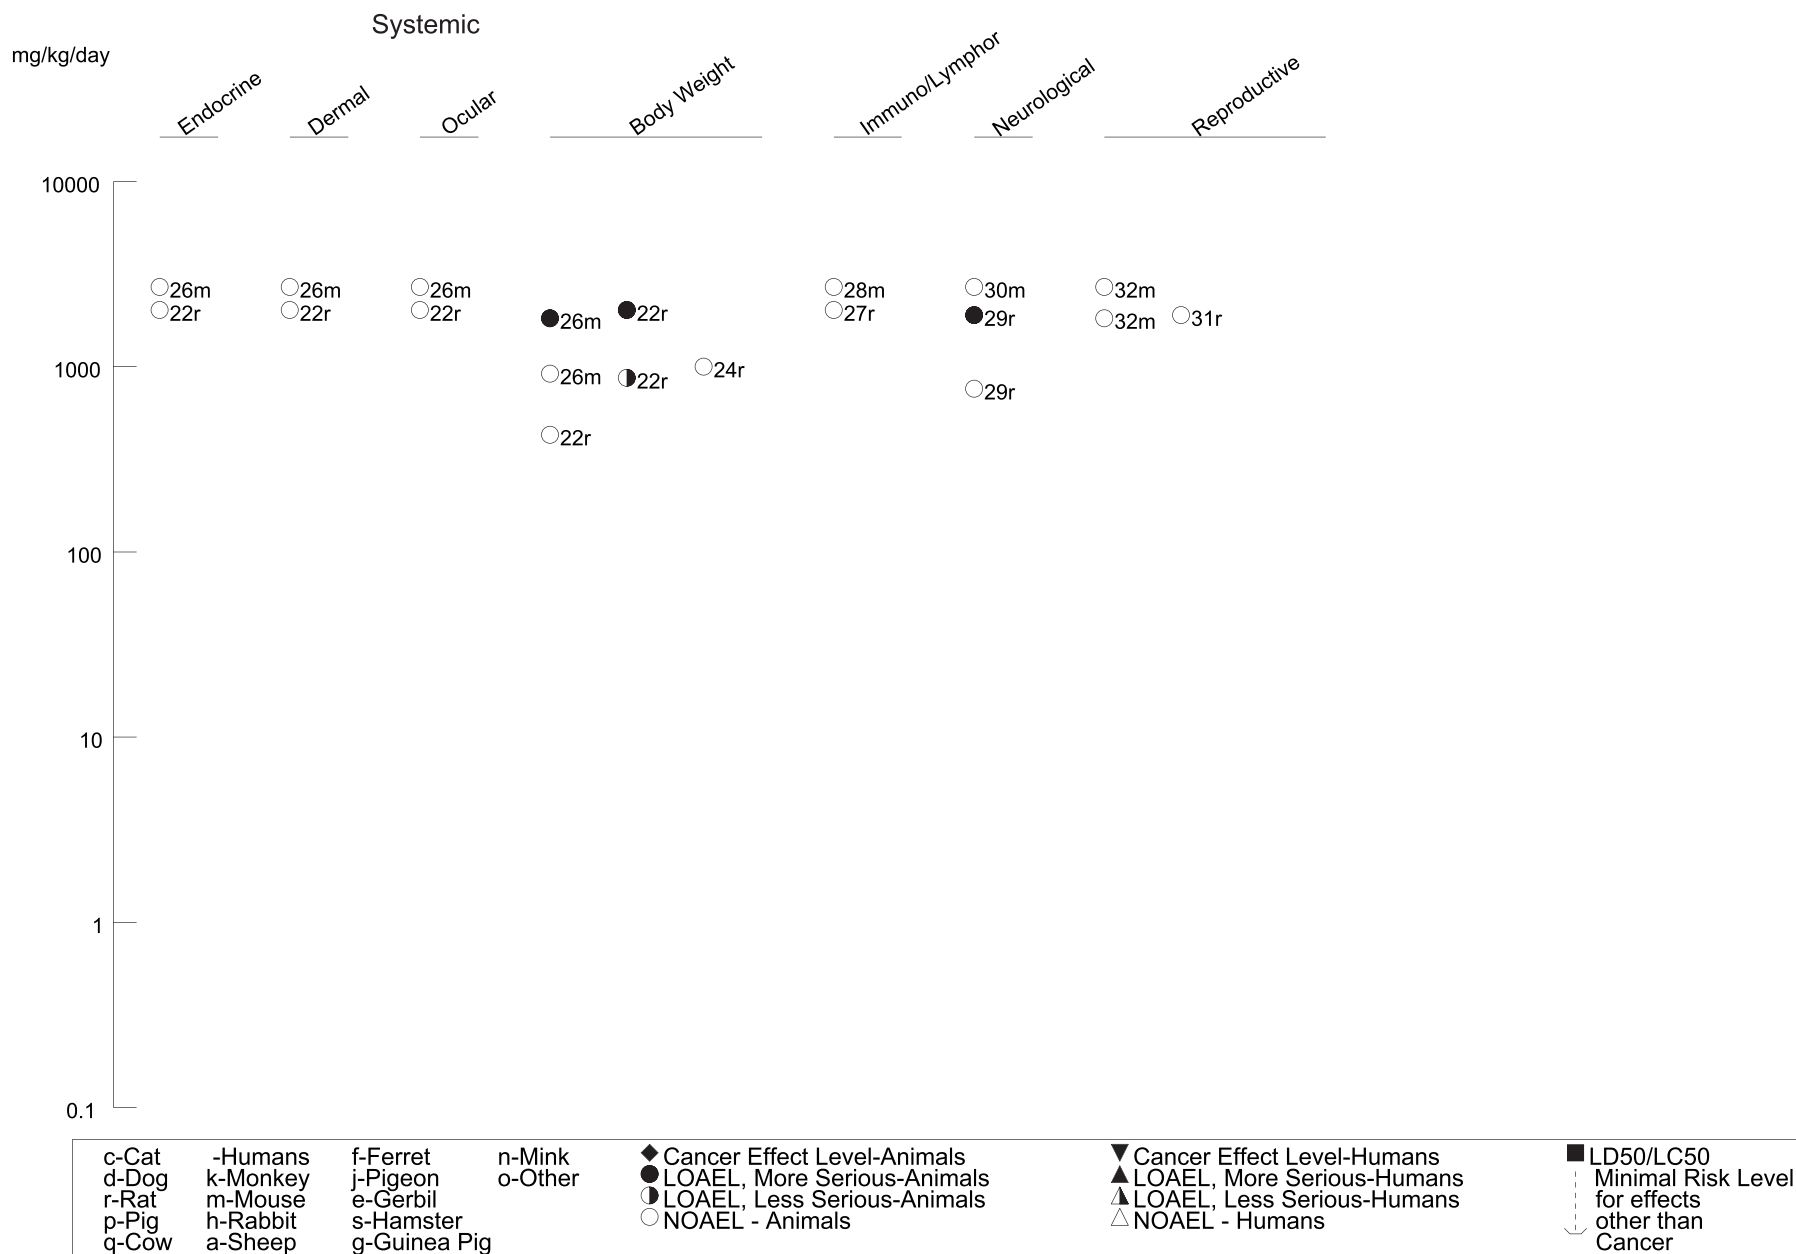 Systemic
mg/kg/day
Endocrine
Dermal
Ocular
Body Weight
Immuno/Lymphor
Neurological
Reproductive
10000
26m 26m 26m 28m 30m 32m
22r 22r 22r 22r 27r 29r 32m 31r
26m
1000
26m 22r 24r
29r
22r
100
10
1
0.1
c-Cat -Humans f-Ferret n-Mink Cancer Effect Level-Animals Cancer Effect Level-Humans LD50/LC50
d-Dog k-Monkey j-Pigeon o-Other LOAEL, More Serious-Animals LOAEL, More Serious-Humans Minimal Risk Level
r-Rat m-Mouse e-Gerbil LOAEL, Less Serious-Animals LOAEL, Less Serious-Humans for effects
p-Pig h-Rabbit s-Hamster NOAEL - Animals NOAEL - Humans other than
q-Cow a-Sheep g-Guinea Pig Cancer